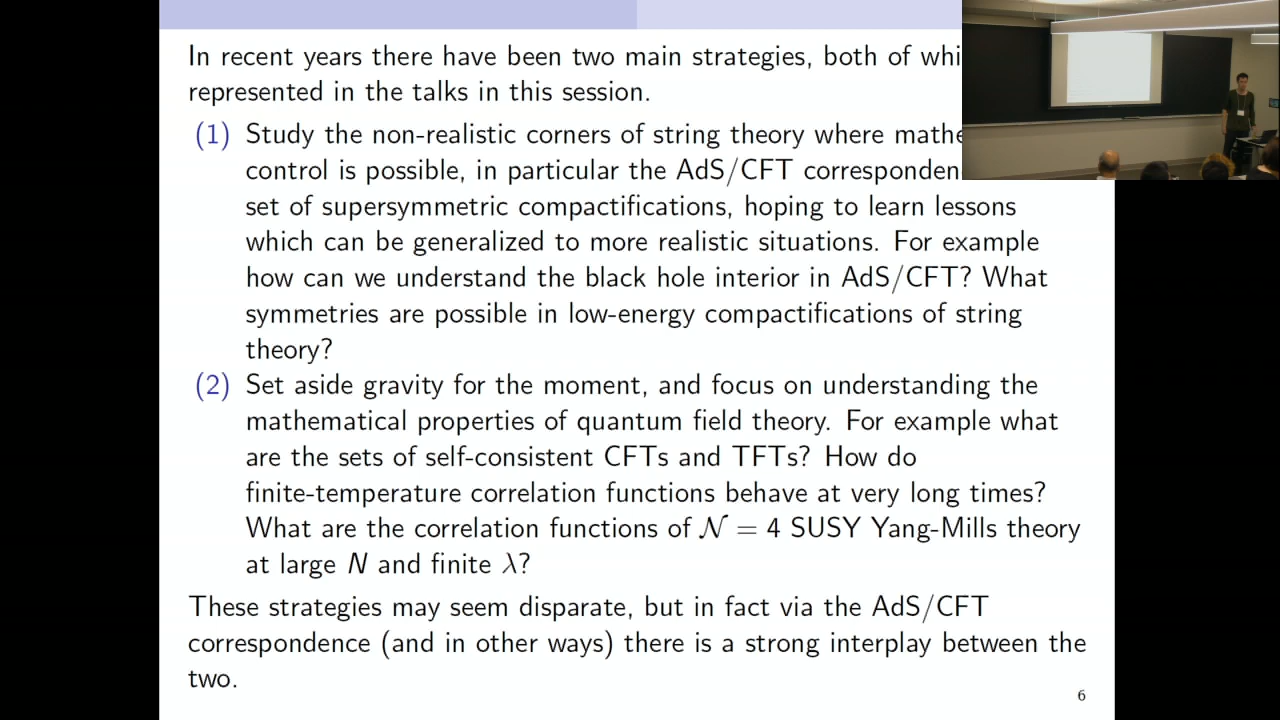 In recent years there have been two main strategies, both of
represented in the talks in this session.
(1) Study the non-realistic corners of string theory where
control is possible, in particular the AdS/CFT
set of supersymmetric compactifications, hoping to learn lessons
which can be generalized to more realistic situations. For example
how can we understand the black hole interior in AdS/CFT? What
symmetries are possible in low-energy compactifications of string
theory?
(2) Set aside gravity for the moment, and focus on understanding the
mathematical properties of quantum field theory. For example what
are the sets of self-consistent CFTs and TFTs? How do
finite-temperature correlation functions behave at very long times?
What are the correlation functions of 𝒩 = 4 SUSY Yang-Mills theory
at large N and finite λ?
These strategies may seem disparate, but in fact via the AdS/CFT
correspondence (and in other ways) there is a strong interplay between the
two.
6